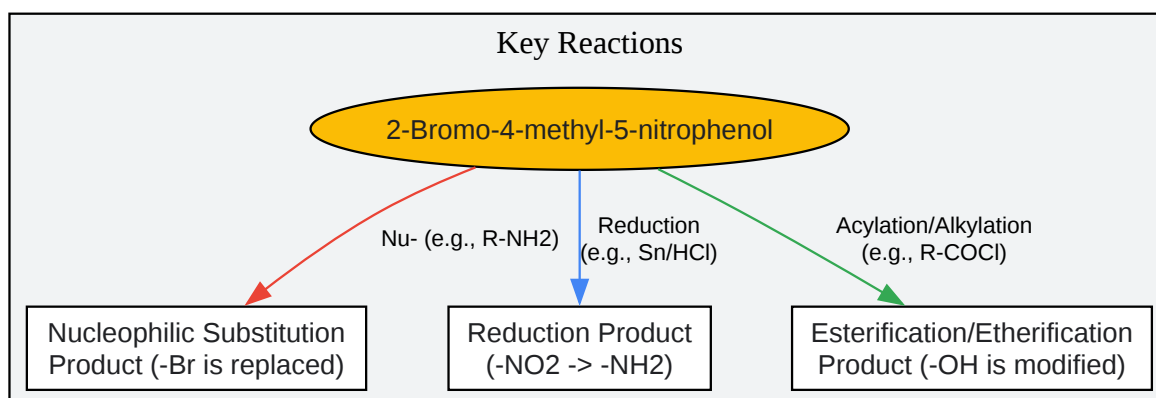 Key Reactions
2-Bromo-4-methyl-5-nitrophenol
Nu- (e.g., R-NH2)
Reduction
(e.g., Sn/HCl)
Acylation/Alkylation
(e.g., R-COCl)
Nucleophilic Substitution
Product (-Br is replaced)
Reduction Product
(-NO2 -> -NH2)
Esterification/Etherification
Product (-OH is modified)